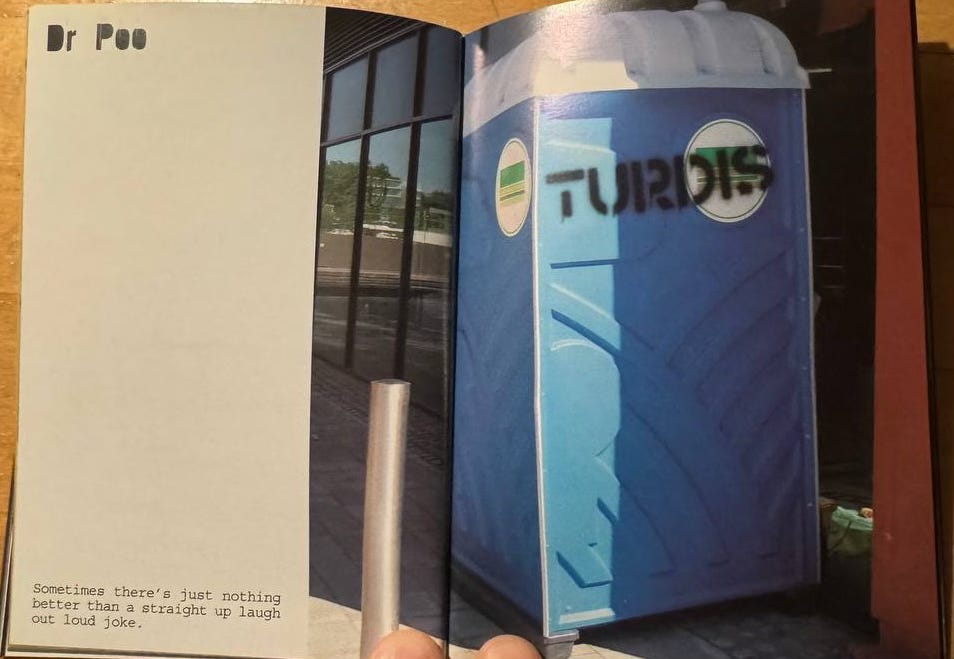 Dr Poo
TURDIS
Sometimes there's just nothing
better than a straight up laugh
out loud joke.